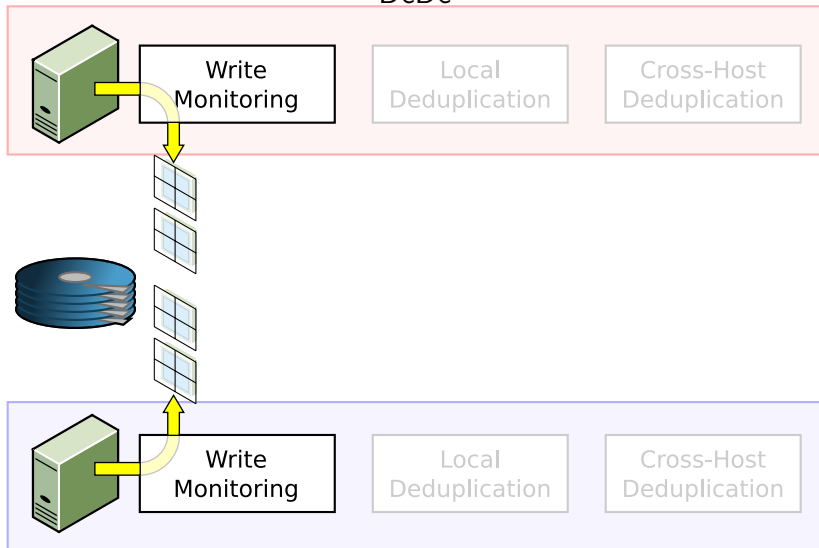 Write
Monitoring
Local
Deduplication
Cross-Host
Deduplication
Write
Monitoring
Local
Deduplication
Cross-Host
Deduplication